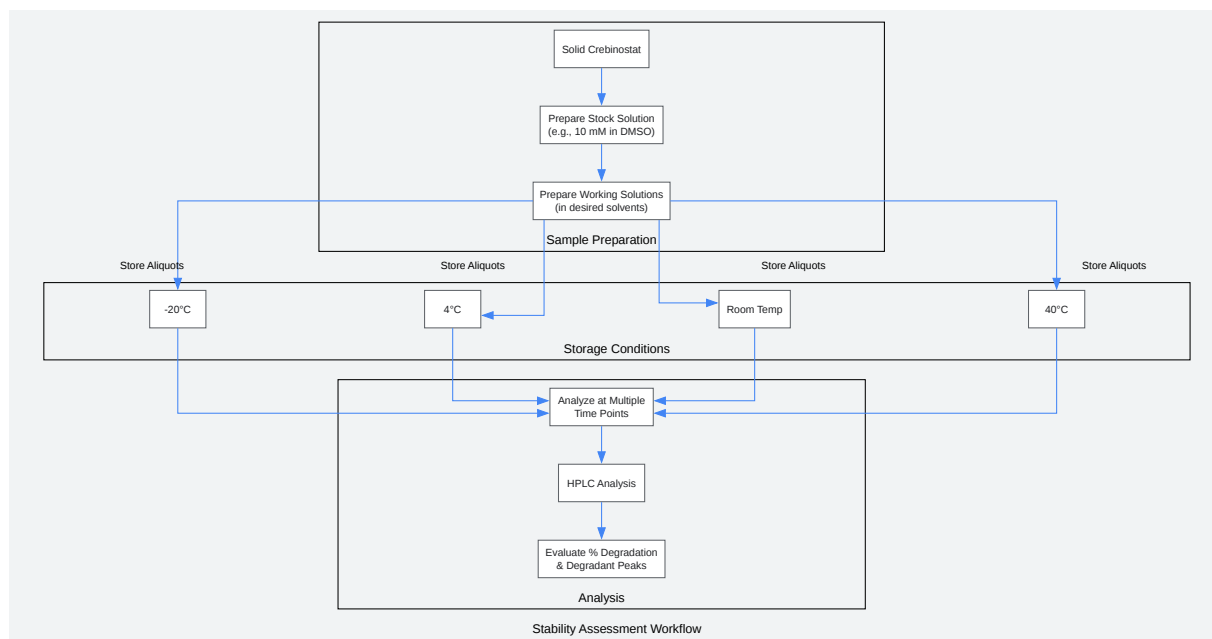 Solid Crebinostat
Prepare Stock Solution
(e.g., 10 mM in DMSO)
Prepare Working Solutions
(in desired solvents)
Sample Preparation
Store Aliquots
Store Aliquots
Store Aliquots
Store Aliquots
-20°C
4°C
Room Temp
40°C
Storage Conditions
Analyze at Multiple
Time Points
HPLC Analysis
Evaluate % Degradation
& Degradant Peaks
Analysis
Stability Assessment Workflow